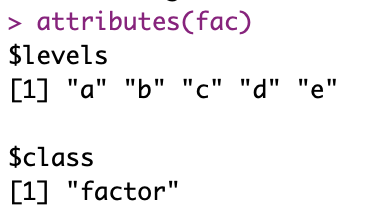 > attributes(fac)
$levels
[1] "a" "b" "c" "d" "e"
$class
[1] "factor"